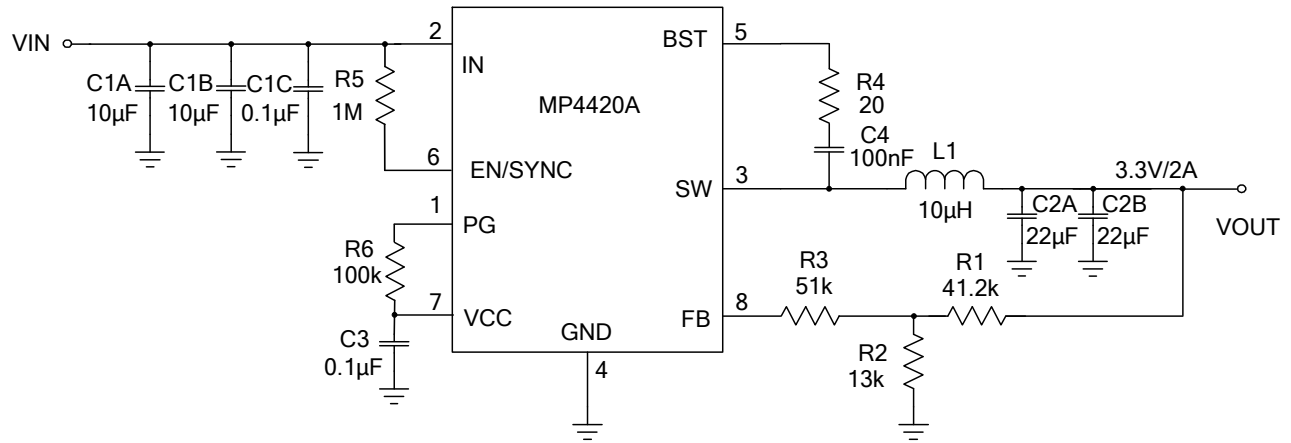 VIN
C1A
10µF
C1B
10µF
C1C
0.1µF
R5
1M
2
IN
6
EN/SYNC
1
PG
R6
100k
7
VCC
C3
0.1µF
MP4420A
GND
4
BST
5
R4
20
C4
100nF
SW
3
L1
10µH
3.3V/2A
C2A
22µF
C2B
22µF
VOUT
FB
8
R3
51k
R1
41.2k
R2
13k